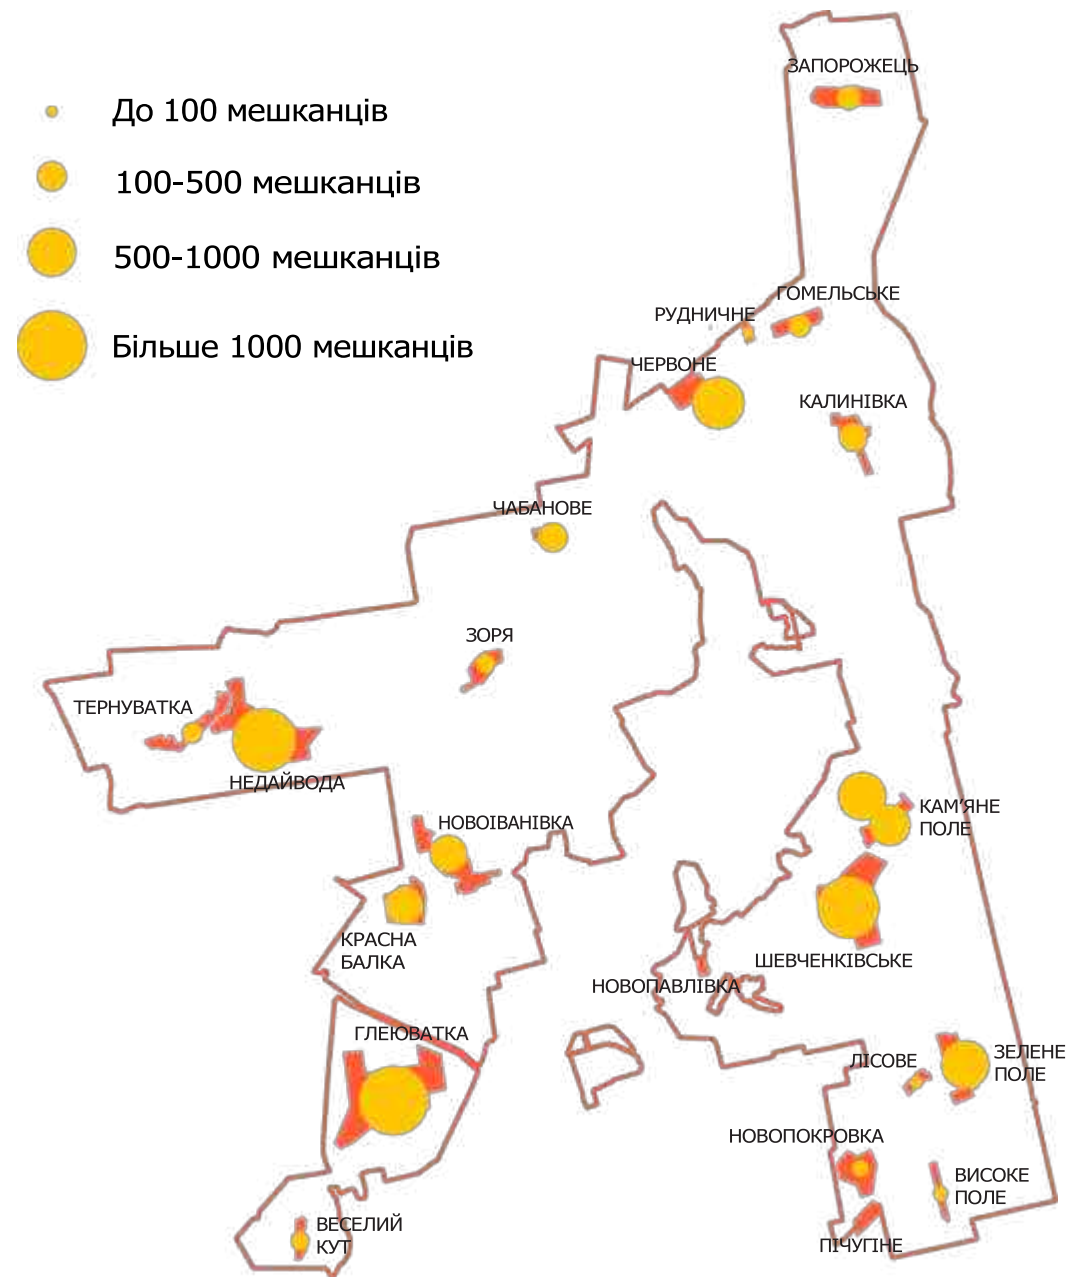 До 100 мешканців
100-500 мешканців
500-1000 мешканців
Більше 1000 мешканців
ЗАПОРОЖЕЦЬ
ГОМЕЛЬСЬКЕ
РУДНИЧНЕ
ЧЕРВОНЕ
КАЛИНІВКА
ЧАБАНОВЕ
ЗОРЯ
ТЕРНУВАТКА
НЕДАЙВОДА
НОВОІВАНІВКА
КАМ'ЯНЕ
ПОЛЕ
КРАСНА
БАЛКА
ШЕВЧЕНКІВСЬКЕ
НОВОПАВЛІВКА
ГЛЕЮВАТКА
ЛІСОВЕ
ЗЕЛЕНЕ
ПОЛЕ
НОВОПОКРОВКА
ВИСОКЕ
ПОЛЕ
ВЕСЕЛИЙ
КУТ
ПІЧУГІНЕ